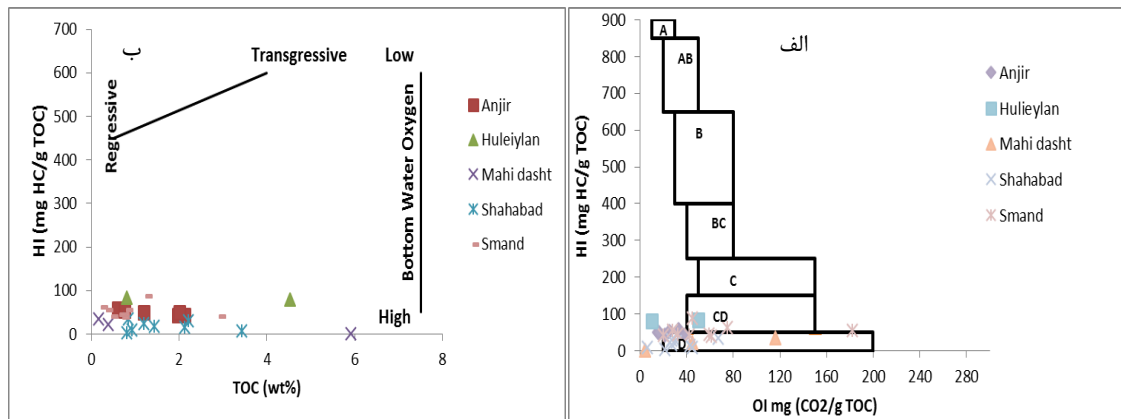 ب
700
600
500
400
300
200
100
0
HI (mg HC/g TOC)
0 2 4 6 8
TOC (wt%)
Regressive
Transgressive
Low
Bottom Water Oxygen
High
Anjir
Huleiylan
Mahi dasht
Shahabad
Smand
الف
900
800
700
600
500
400
300
200
100
0
HI (mg HC/g TOC)
0 40 80 120 160 200 240 280
OI mg (CO2/g TOC)
A
AB
B
BC
C
CD
D
Anjir
Hulieylan
Mahi dasht
Shahabad
Smand